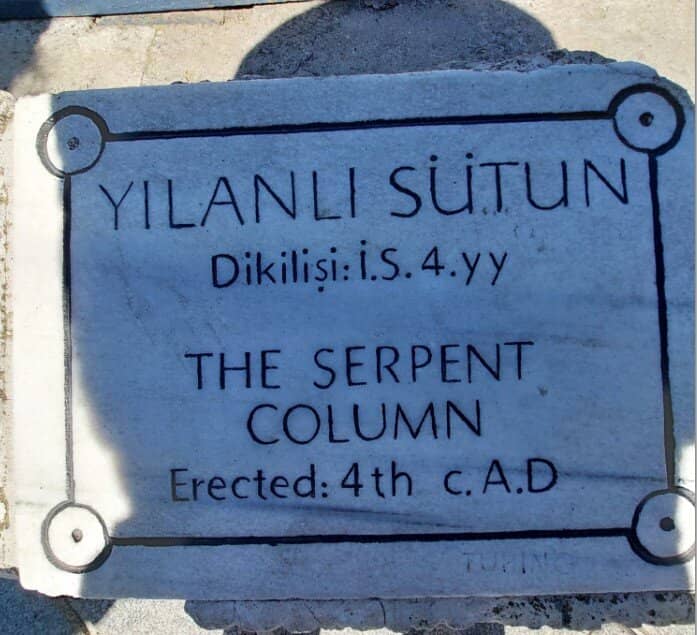 YILANLI SÜTUN
Dikilişi: İ.S. 4.yy
THE SERPENT
COLUMN
Erected: 4th c. A.D